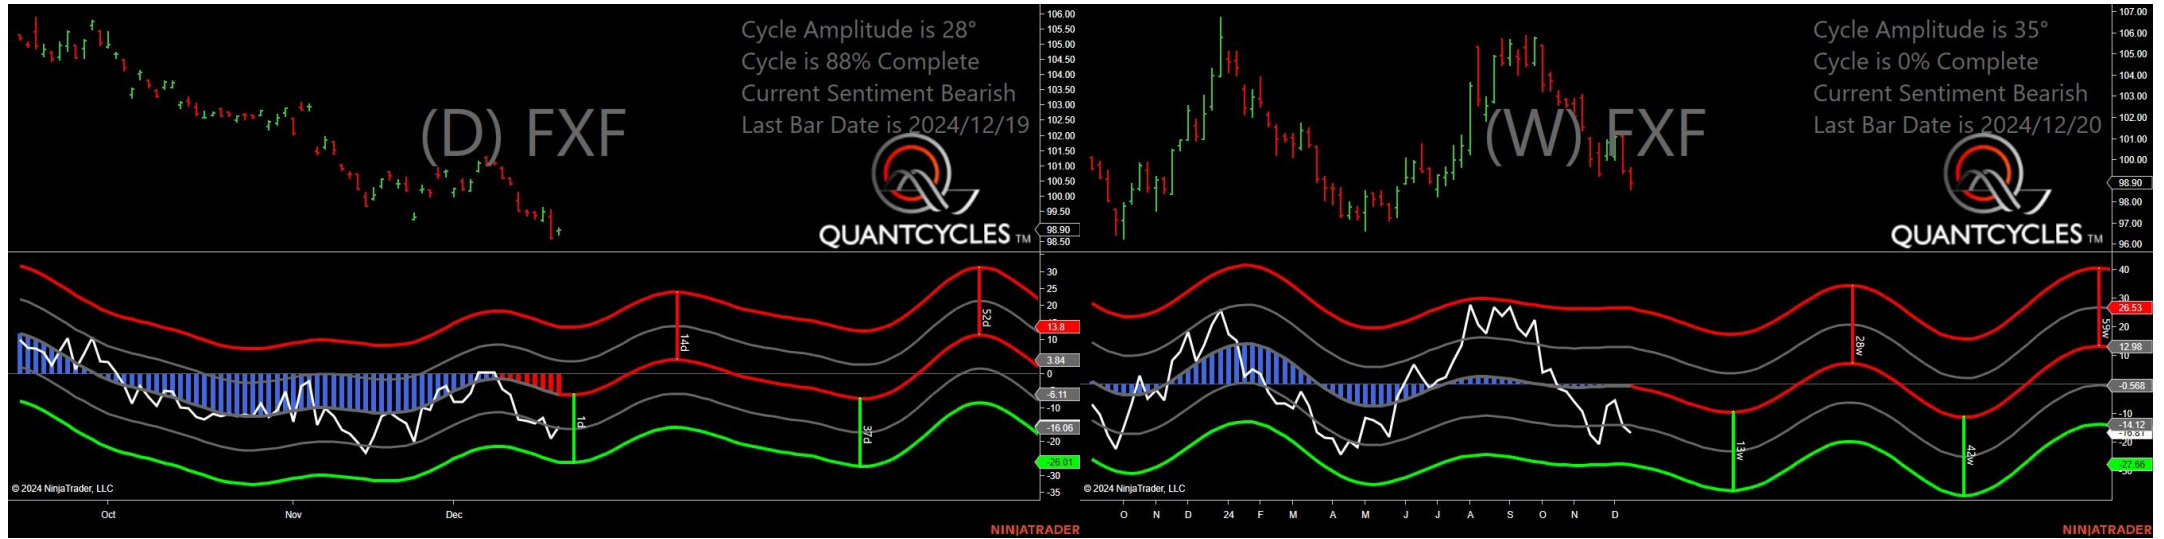 Cycle Amplitude is 28°
Cycle is 88% Complete
Current Sentiment Bearish
Last Bar Date is 2024/12/19
(D) FXF
QUANTCYCLES TM
106.00
105.50
105.00
104.50
104.00
103.50
103.00
102.50
102.00
101.50
101.00
100.50
100.00
99.50
98.90
98.50
30
25
20
13.8
10
3.84
0
-6.11
-10
-16.06
-20
-26.01
-30
-35
14d
52d
1d
37d
© 2024 NinjaTrader, LLC
Oct Nov Dec
NINJATRADER
Cycle Amplitude is 35°
Cycle is 0% Complete
Current Sentiment Bearish
Last Bar Date is 2024/12/20
(W) FXF
QUANTCYCLES TM
107.00
106.00
105.00
104.00
103.00
102.00
101.00
100.00
98.90
98.00
97.00
96.00
40
30
26.53
20
12.98
10
-0.568
-10
-14.12
-16.81
-20
-27.66
28w
59w
13w
42w
© 2024 NinjaTrader, LLC
O N D 24 F M A M J J A S O N D
NINJATRADER